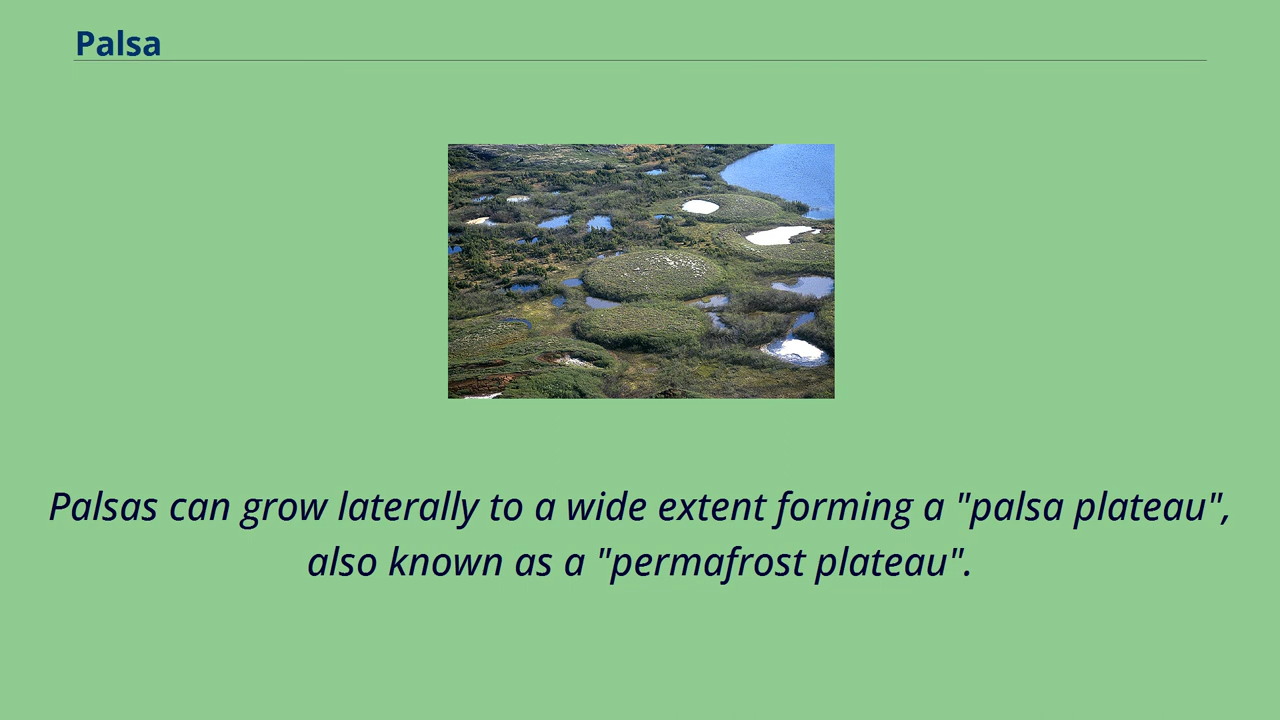 Palsa
Palsas can grow laterally to a wide extent forming a "palsa plateau",
also known as a "permafrost plateau".